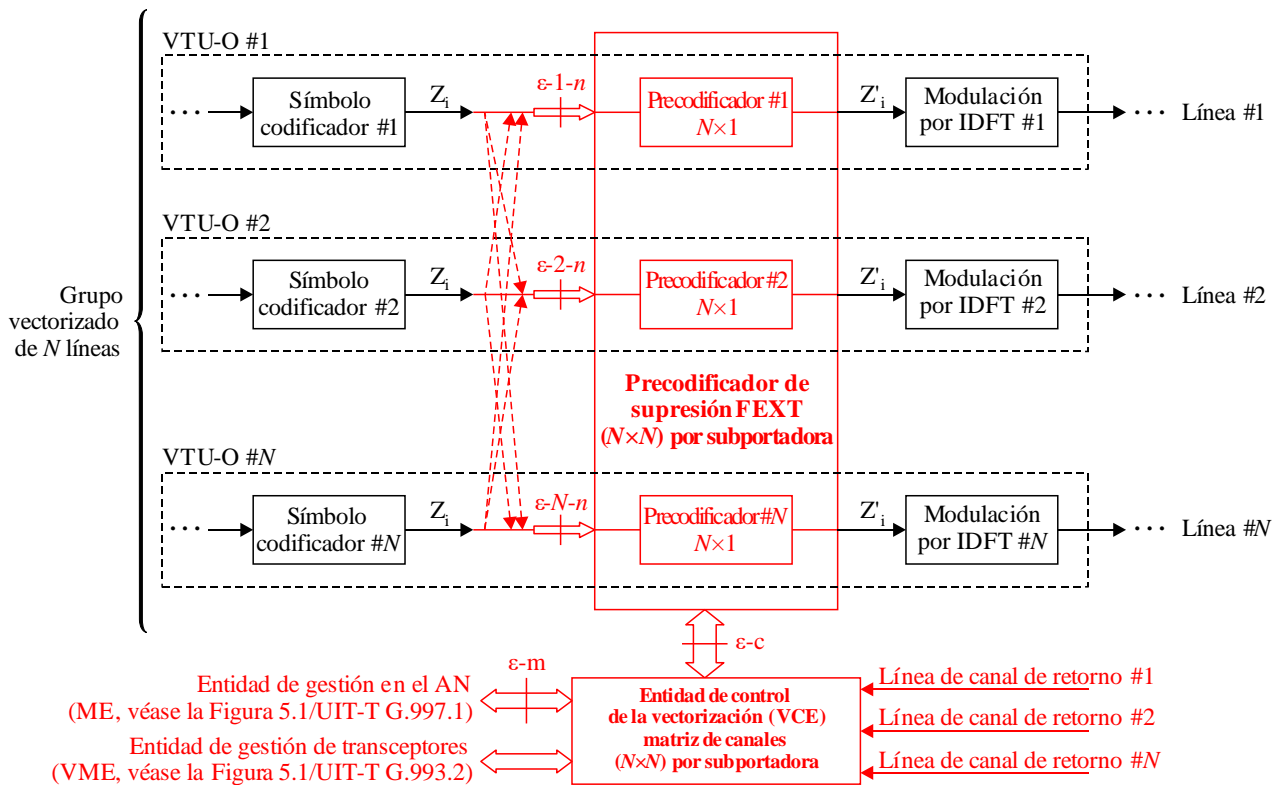 VTU-O #1
ε-1-n
··· Símbolo codificador #1
Zi
Precodificador #1
N×1
Z'i
Modulación
por IDFT #1
··· Línea #1
VTU-O #2
ε-2-n
··· Símbolo
codificador #2
Zi
Precodificador #2
N×1
Z'i
Modulación
por IDFT #2
··· Línea #2
Grupo
vectorizado
de N líneas
Precodificador de
supresión FEXT
(N×N) por subportadora
VTU-O #N
ε-N-n
··· Símbolo
codificador #N
Zi
Precodificador #N
N×1
Z'i
Modulación
por IDFT #N
··· Línea #N
ε-c
ε-m
Entidad de gestión en el AN
(ME, véase la Figura 5.1/UIT-T G.997.1)
Entidad de gestión de transceptores
(VME, véase la Figura 5.1/UIT-T G.993.2)
Entidad de control
de la vectorización (VCE)
matriz de canales
(N×N) por subportadora
Línea de canal de retorno #1
Línea de canal de retorno #2
Línea de canal de retorno #N